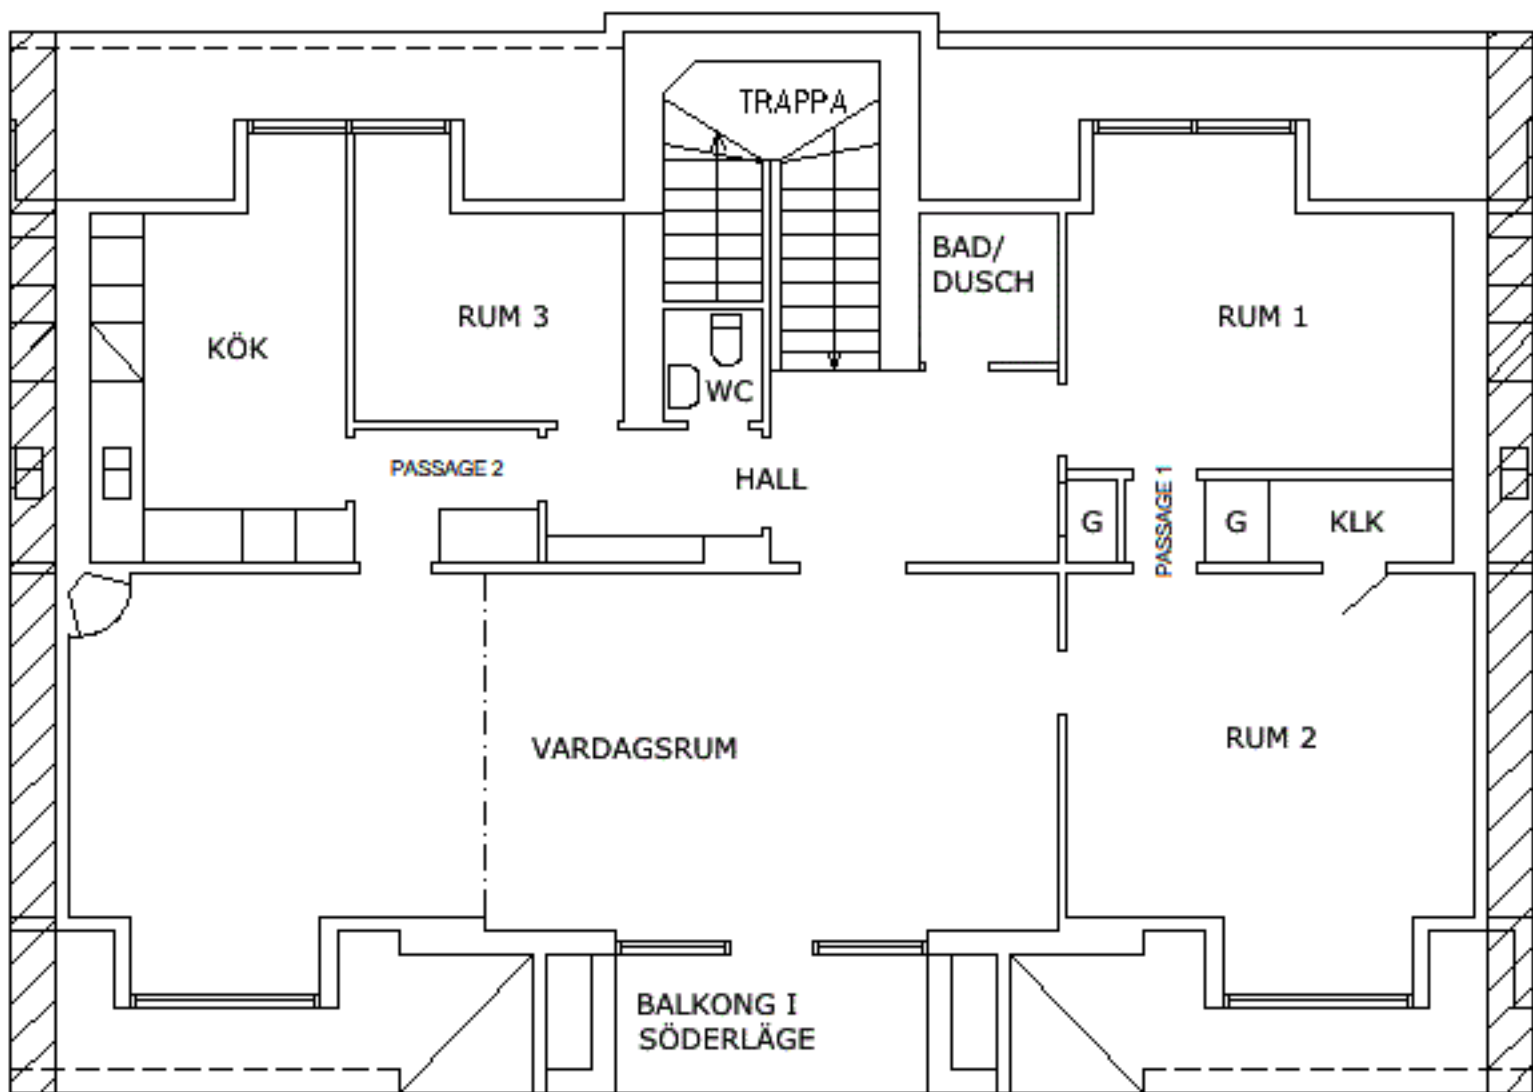 TRAPPA
BAD/
DUSCH
RUM 3
RUM 1
KÖK
WC
PASSAGE 2
HALL
PASSAGE 1
G
G
KLK
VARDAGSRUM
RUM 2
BALKONG I
SÖDERLÄGE